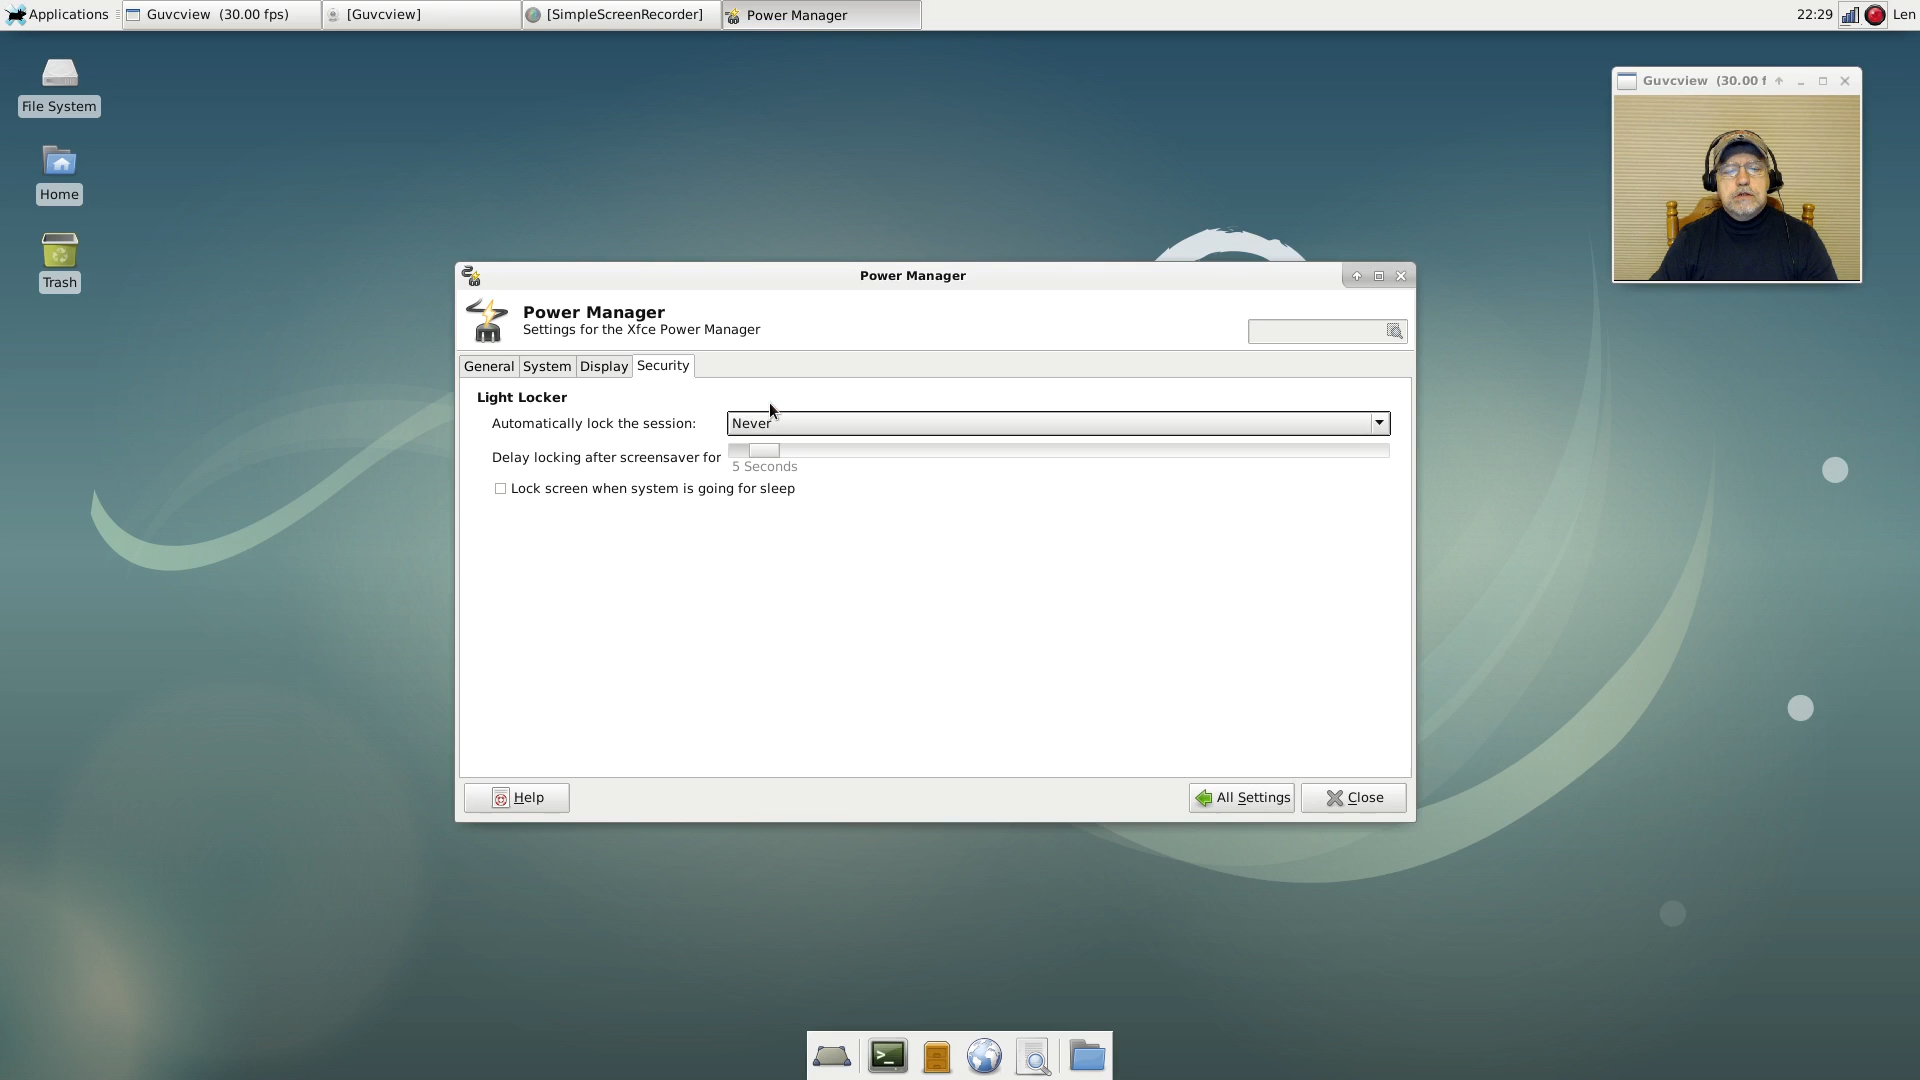 Applications
Guvcview (30.00 fps)
[Guvcview]
[SimpleScreenRecorder]
Power Manager
22:29
Len
File System
Home
Trash
Guvcview (30.00 f
Power Manager
Power Manager
Settings for the Xfce Power Manager
General
System
Display
Security
Light Locker
Automatically lock the session:
Never
Delay locking after screensaver for
5 Seconds
Lock screen when system is going for sleep
Help
All Settings
Close